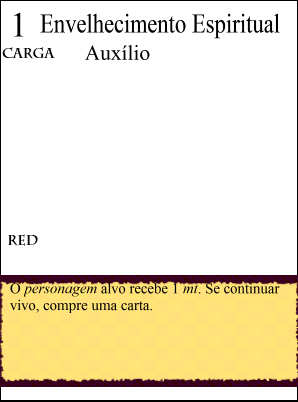 1 Envelhecimento Espiritual
CARGA Auxílio
RED
O personagem alvo recebe 1 mt. Se continuar
vivo, compre uma carta.